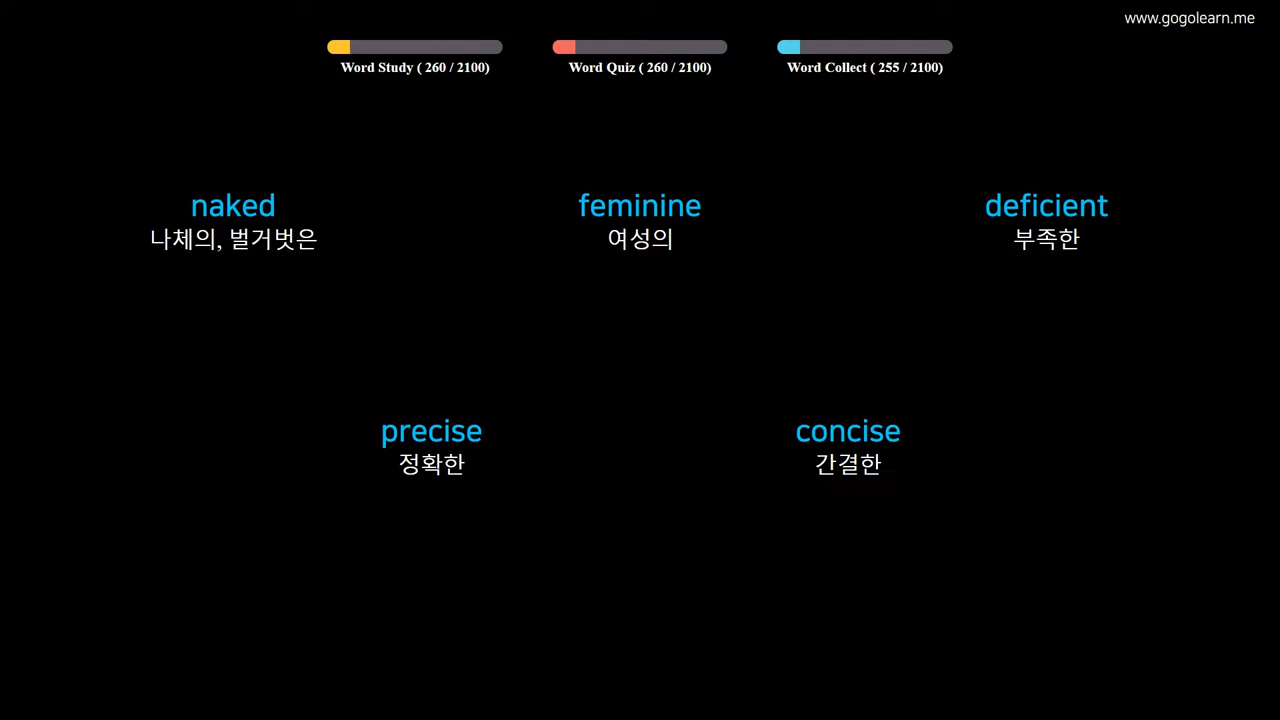 www.gogolearn.me
Word Study ( 260 / 2100)
Word Quiz ( 260 / 2100)
Word Collect ( 255 / 2100)
naked
나체의, 벌거벗은
feminine
여성의
deficient
부족한
precise
정확한
concise
간결한